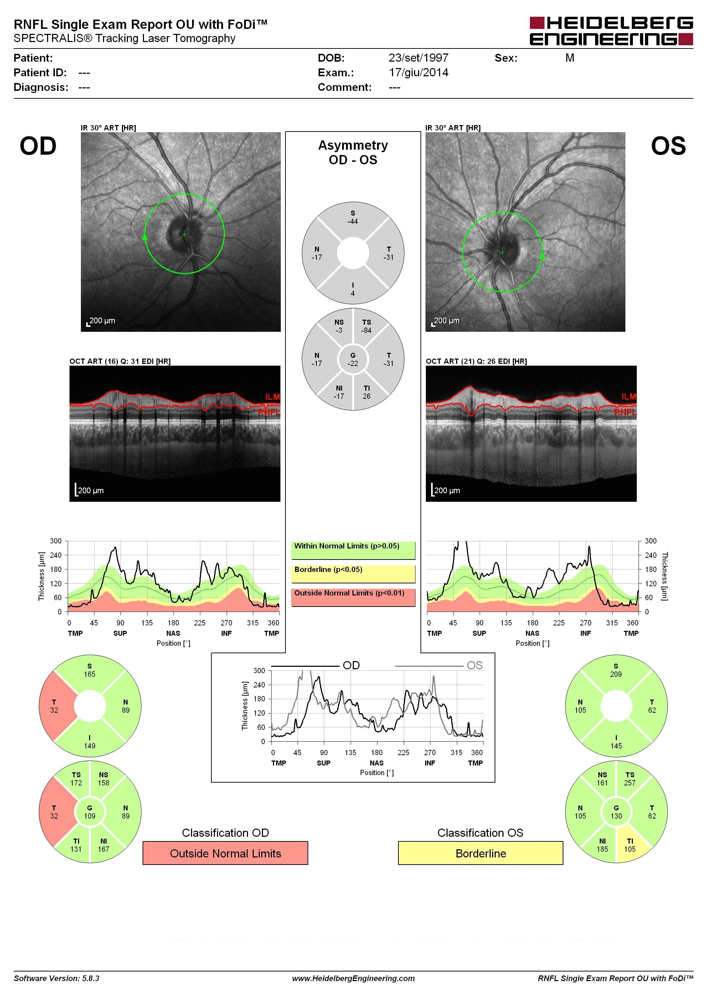 RNFL Single Exam Report OU with FoDi™
SPECTRALIS® Tracking Laser Tomography
HEIDELBERG
ENGINEERING
Patient:
DOB: 23/set/1997
Sex: M
Patient ID: ---
Exam.: 17/giu/2014
Diagnosis: ---
Comment: ---
OD
IR 30° ART [HR]
200 µm
Asymmetry
OD - OS
IR 30° ART [HR]
200 µm
OS
S
-44
N
-17
T
-31
I
4
NS
-3
TS
-84
N
-17
G
-22
T
-31
NI
-17
TI
26
OCT ART (16) Q: 31 EDI [HR]
ILM
RNFL
200 µm
OCT ART (21) Q: 26 EDI [HR]
ILM
RNFL
200 µm
Thickness [µm]
300
240
180
120
60
0
0 45 90 135 180 225 270 315 360
TMP SUP NAS INF TMP
Position [°]
Within Normal Limits (p>0.05)
Borderline (p<0.05)
Outside Normal Limits (p<0.01)
300
240
180
120
60
0
Thickness [µm]
0 45 90 135 180 225 270 315 360
TMP SUP NAS INF TMP
Position [°]
OD
OS
Thickness [µm]
300
240
180
120
60
0
0 45 90 135 180 225 270 315 360
TMP SUP NAS INF TMP
Position [°]
S
165
T
32
N
89
I
149
TS
172
NS
158
T
32
G
109
N
89
TI
131
NI
167
Classification OD
Outside Normal Limits
S
209
N
105
T
62
I
145
NS
161
TS
257
N
105
G
130
T
62
NI
185
TI
105
Classification OS
Borderline
Software Version: 5.8.3
www.HeidelbergEngineering.com
RNFL Single Exam Report OU with FoDi™